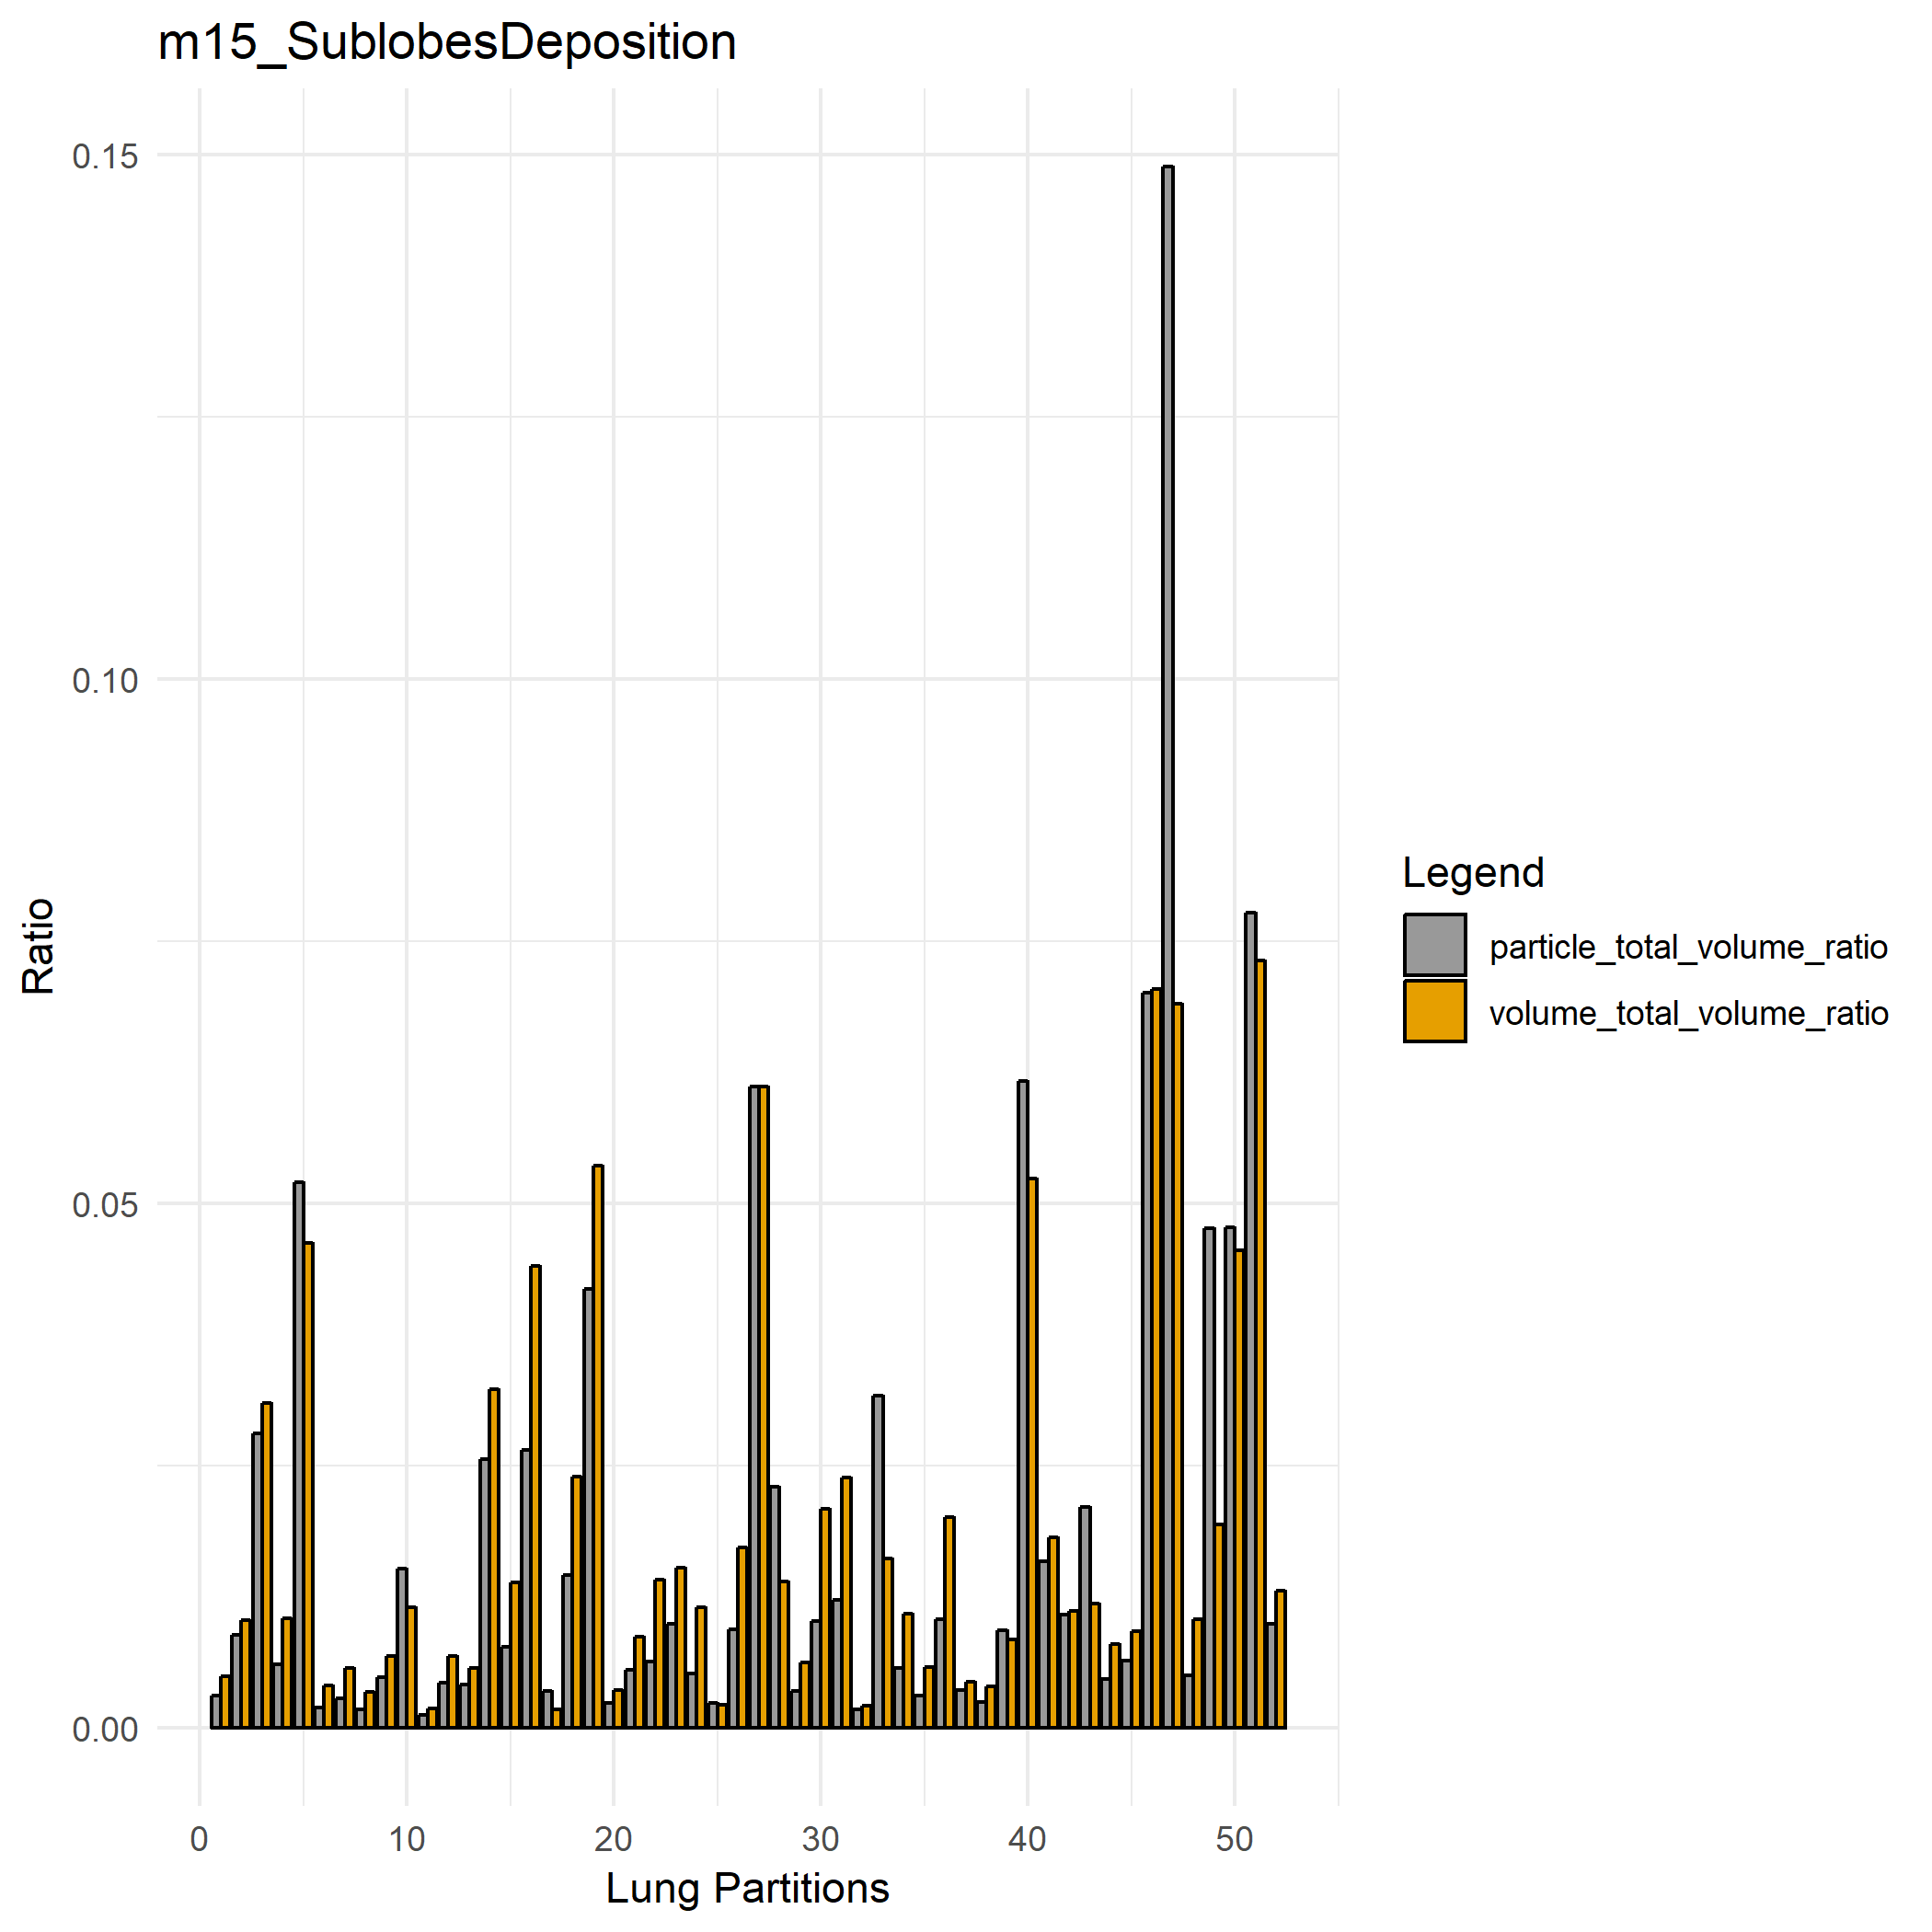 m15_SublobesDeposition
0.15
0.10
0.05
0.00
Ratio
0 10 20 30 40 50
Lung Partitions
Legend
particle_total_volume_ratio
volume_total_volume_ratio